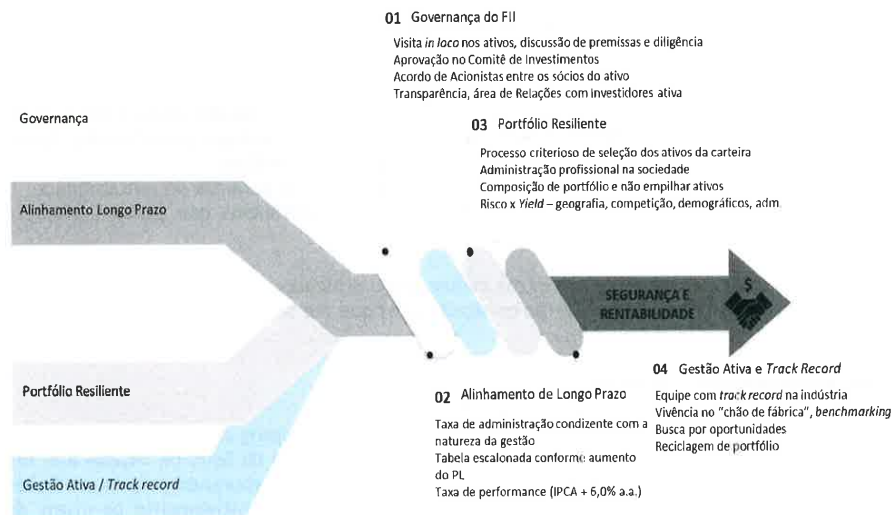 01 Governança do FII
Visita in loco nos ativos, discussão de premissas e diligência
Aprovação no Comitê de Investimentos
Acordo de Acionistas entre os sócios do ativo
Transparência, área de Relações com Investidores ativa
Governança
03 Portfólio Resiliente
Processo criterioso de seleção dos ativos da carteira
Administração profissional na sociedade
Composição de portfólio e não empilhar ativos
Risco x Yield – geografia, competição, demográficos, adm.
Alinhamento Longo Prazo
$
SEGURANÇA E
RENTABILIDADE
Portfólio Resiliente
02 Alinhamento de Longo Prazo
Taxa de administração condizente com a
natureza da gestão
Tabela escalonada conforme aumento
do PL
Taxa de performance (IPCA + 6,0% a.a.)
04 Gestão Ativa e Track Record
Equipe com track record na indústria
Vivência no "chão de fábrica", benchmarking
Busca por oportunidades
Reciclagem de portfólio
Gestão Ativa / Track record